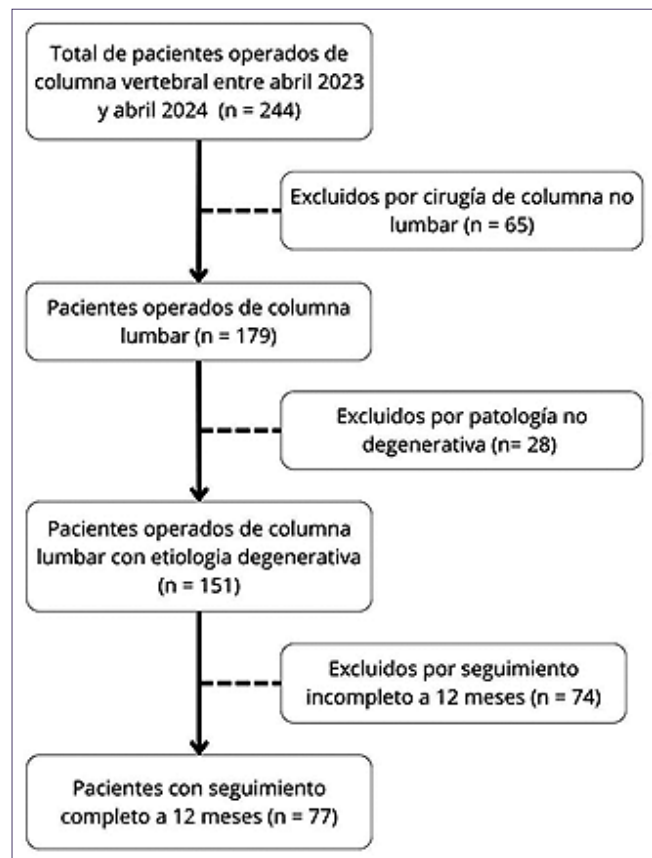 Total de pacientes operados de
columna vertebral entre abril 2023
y abril 2024 (n = 244)
Excluidos por cirugía de columna no
lumbar (n = 65)
Pacientes operados de columna
lumbar (n = 179)
Excluidos por patología no
degenerativa (n= 28)
Pacientes operados de columna
lumbar con etiologia degenerativa
(n = 151)
Excluidos por seguimiento
incompleto a 12 meses (n = 74)
Pacientes con seguimiento
completo a 12 meses (n = 77)